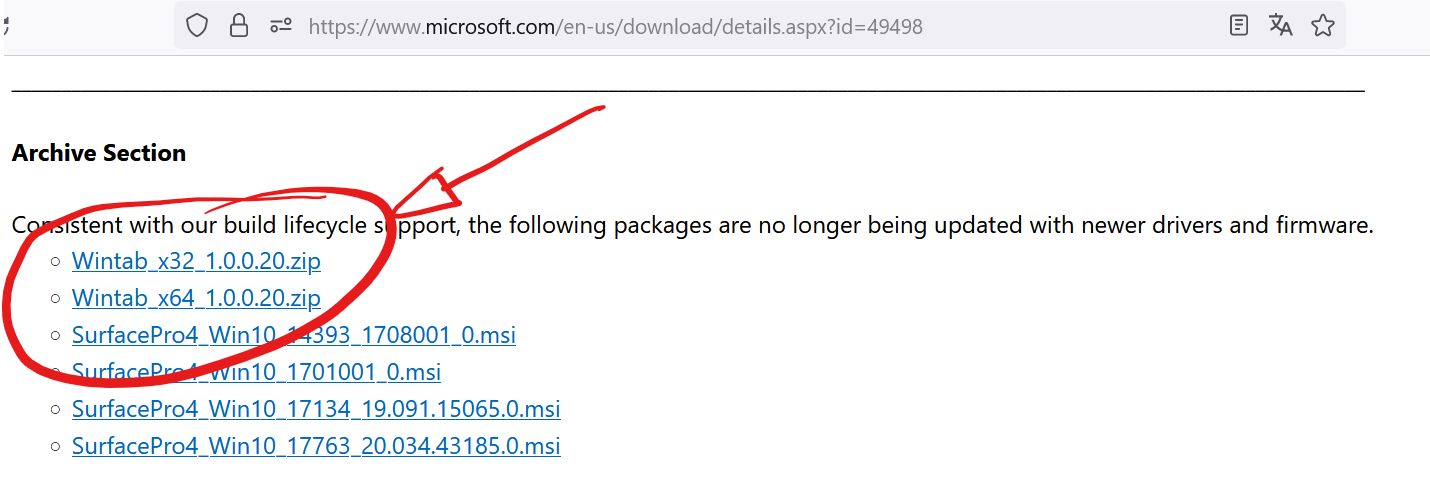 https://www.microsoft.com/en-us/download/details.aspx?id=49498
Archive Section
Consistent with our build lifecycle support, the following packages are no longer being updated with newer drivers and firmware.
Wintab_x32_1.0.0.20.zip
Wintab_x64_1.0.0.20.zip
SurfacePro4_Win10_14393_1708001_0.msi
SurfacePro4_Win10_1701001_0.msi
SurfacePro4_Win10_17134_19.091.15065.0.msi
SurfacePro4_Win10_17763_20.034.43185.0.msi